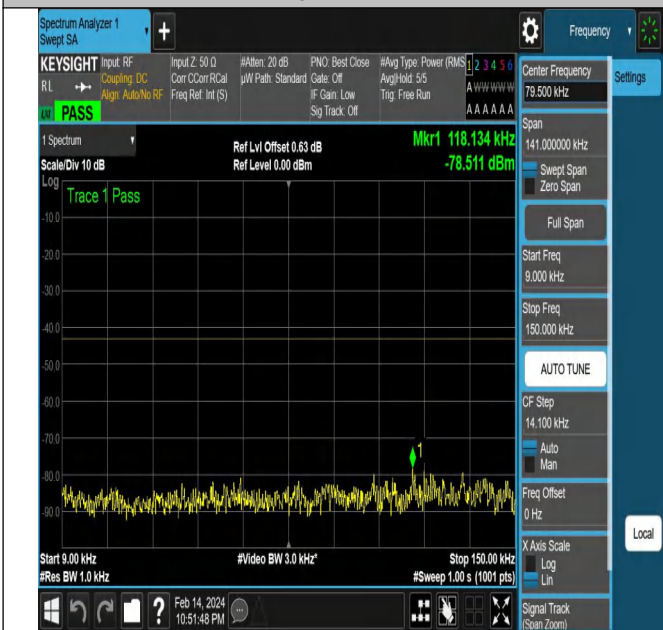 Spectrum Analyzer 1
Swept SA
+
Frequency
KEYSIGHT
RL
PASS
Input: RF
Coupling: DC
Align: Auto/No RF
Input Z: 50 Ω
Corr CCorr RCal
Freq Ref: Int (S)
#Atten: 20 dB
µW Path: Standard
PNO: Best Close
Gate: Off
IF Gain: Low
Sig Track: Off
#Avg Type: Power (RMS
Avg|Hold: 5/5
Trig: Free Run
1 2 3 4 5 6
A W W W W W
A A A A A A
1 Spectrum
Scale/Div 10 dB
Ref Lvl Offset 0.63 dB
Ref Level 0.00 dBm
Mkr1 118.134 kHz
-78.511 dBm
Log
Trace 1 Pass
-10.0
-20.0
-30.0
-40.0
-50.0
-60.0
-70.0
-80.0
-90.0
1
Start 9.00 kHz
#Res BW 1.0 kHz
#Video BW 3.0 kHz*
Stop 150.00 kHz
#Sweep 1.00 s (1001 pts)
?
Feb 14, 2024
10:51:48 PM
Center Frequency
79.500 kHz
Settings
Span
141.000000 kHz
Swept Span
Zero Span
Full Span
Start Freq
9.000 kHz
Stop Freq
150.000 kHz
AUTO TUNE
CF Step
14.100 kHz
Auto
Man
Freq Offset
0 Hz
X Axis Scale
Log
Lin
Local
Signal Track
(Span Zoom)